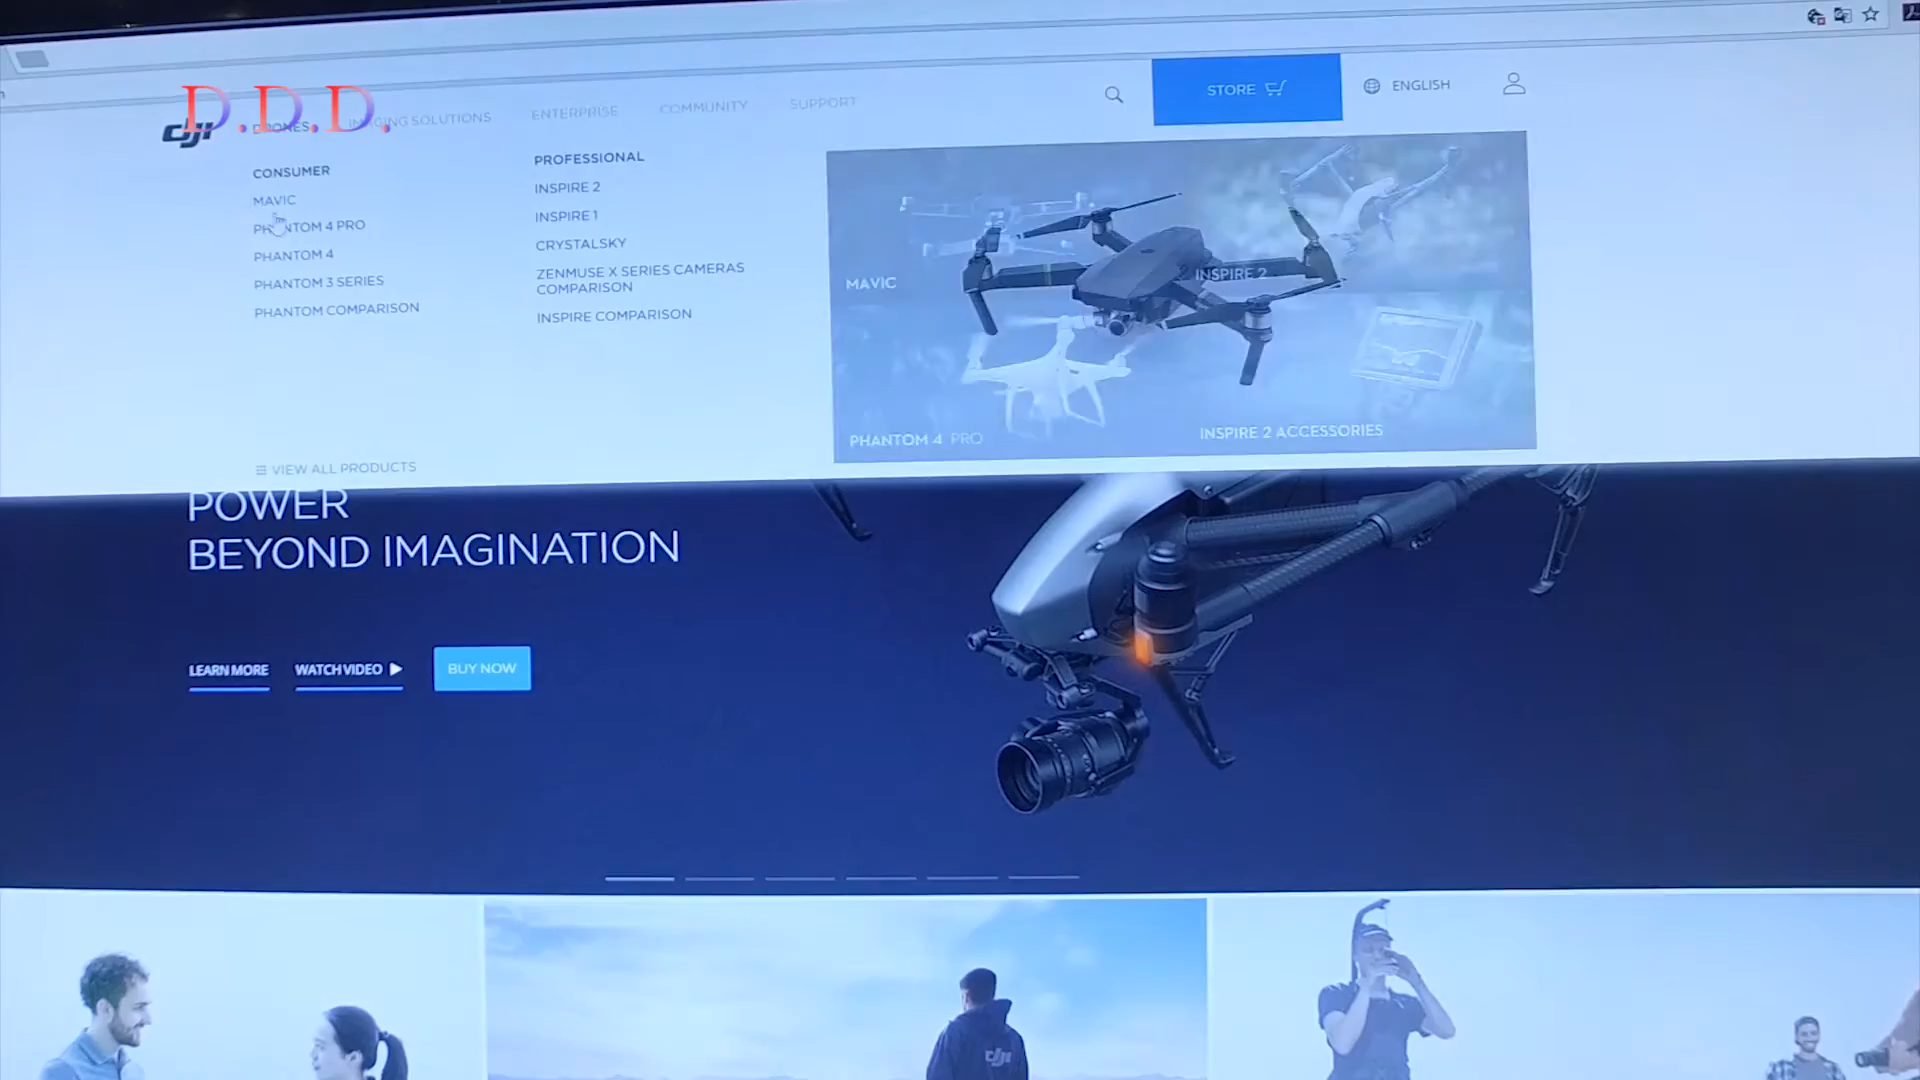 D.D.D.
dji
DRONES
IMAGING SOLUTIONS
ENTERPRISE
COMMUNITY
SUPPORT
STORE
ENGLISH
CONSUMER
MAVIC
PHANTOM 4 PRO
PHANTOM 4
PHANTOM 3 SERIES
PHANTOM COMPARISON
VIEW ALL PRODUCTS
PROFESSIONAL
INSPIRE 2
INSPIRE 1
CRYSTALSKY
ZENMUSE X SERIES CAMERAS
COMPARISON
INSPIRE COMPARISON
MAVIC
INSPIRE 2
PHANTOM 4 PRO
INSPIRE 2 ACCESSORIES
POWER
BEYOND IMAGINATION
LEARN MORE
WATCH VIDEO
BUY NOW
dji